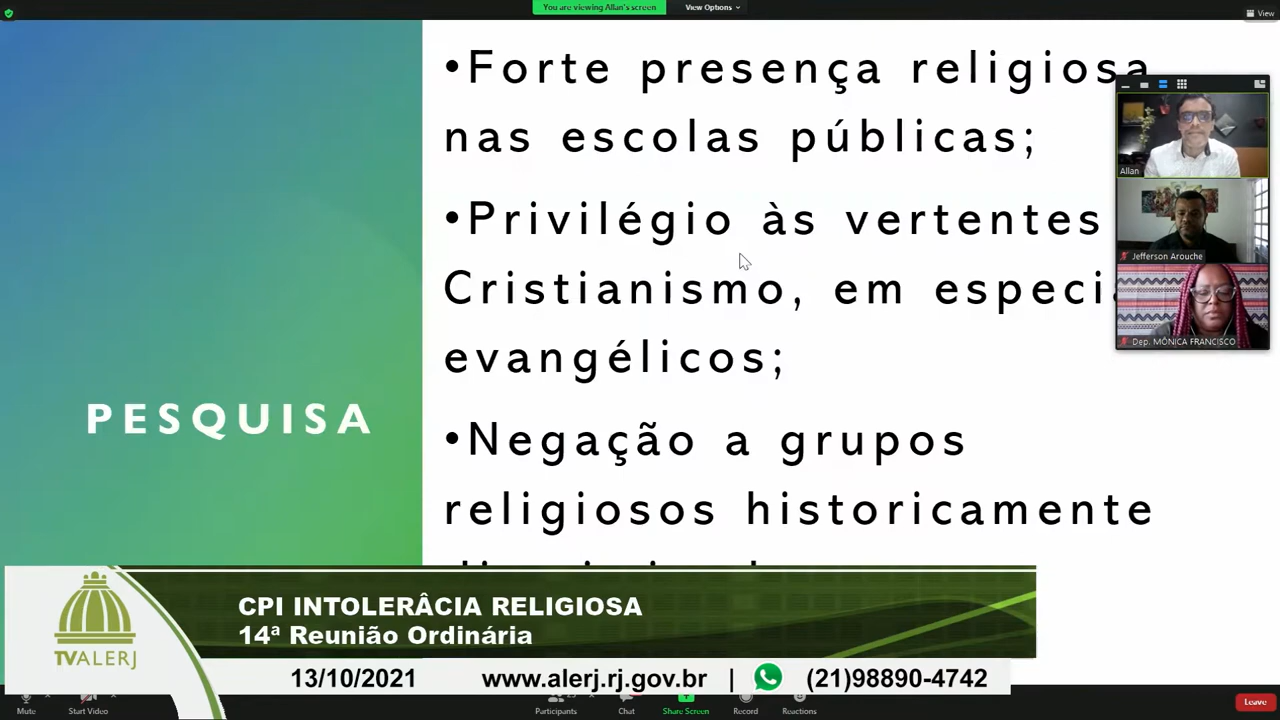 You are viewing Allan's screen
View Options
View
•Forte presença religiosa
nas escolas públicas;
•Privilégio às vertentes
Cristianismo, em especia
evangélicos;
•Negação a grupos
religiosos historicamente
PESQUISA
Allan
Jefferson Arouche
Dep. MÔNICA FRANCISCO
CPI INTOLERÂCIA RELIGIOSA
14ª Reunião Ordinária
TVALERJ
13/10/2021 www.alerj.rj.gov.br | (21)98890-4742
Mute
Start Video
Participants
Chat
Share Screen
Record
Reactions
Leave